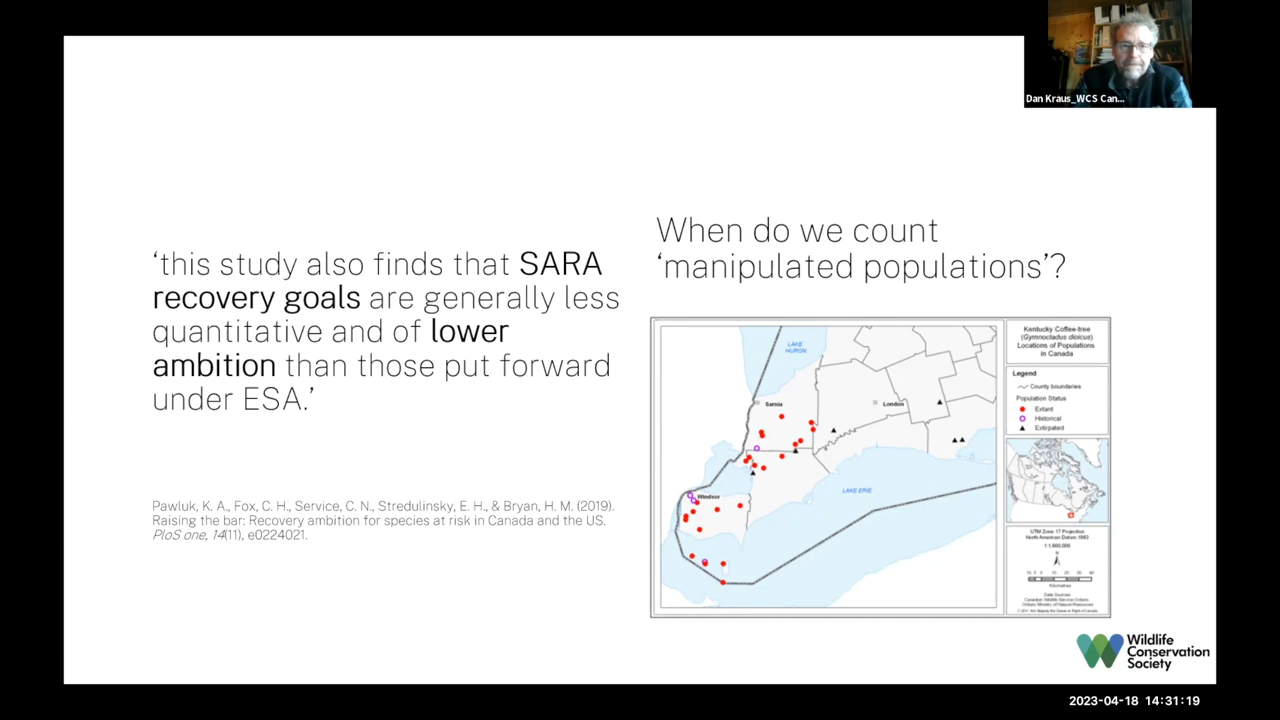 Dan Kraus_WCS Can...
‘this study also finds that SARA
recovery goals are generally less
quantitative and of lower
ambition than those put forward
under ESA.’
Pawluk, K. A., Fox, C. H., Service, C. N., Stredulinsky, E. H., & Bryan, H. M. (2019).
Raising the bar: Recovery ambition for species at risk in Canada and the US.
PloS one, 14(11), e0224021.
When do we count
‘manipulated populations’?
LAKE
HURON
Sarnia
London
Windsor
LAKE ERIE
Kentucky Coffee-tree
(Gymnocladus dioicus)
Locations of Populations
in Canada
Legend
County boundaries
Population Status
Extant
Historical
Extirpated
UTM Zone 17 Projection
North American Datum 1983
N
Kilometres
Data Sources
Canadian Wildlife Service Ontario
Ontario Ministry of Natural Resources
Wildlife
Conservation
Society
2023-04-18 14:31:19